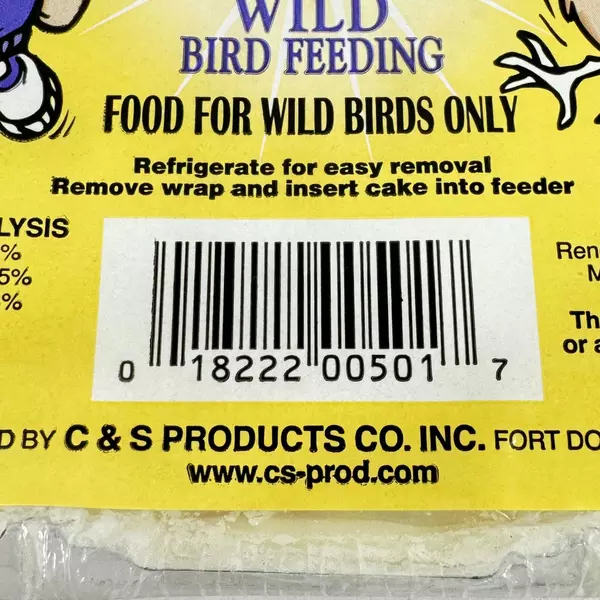 WILD
BIRD FEEDING
FOOD FOR WILD BIRDS ONLY
Refrigerate for easy removal
Remove wrap and insert cake into feeder
LYSIS
%
5%
%
Ren
M
Th
or a
0 18222 00501 7
D BY C & S PRODUCTS CO. INC. FORT DO
www.cs-prod.com